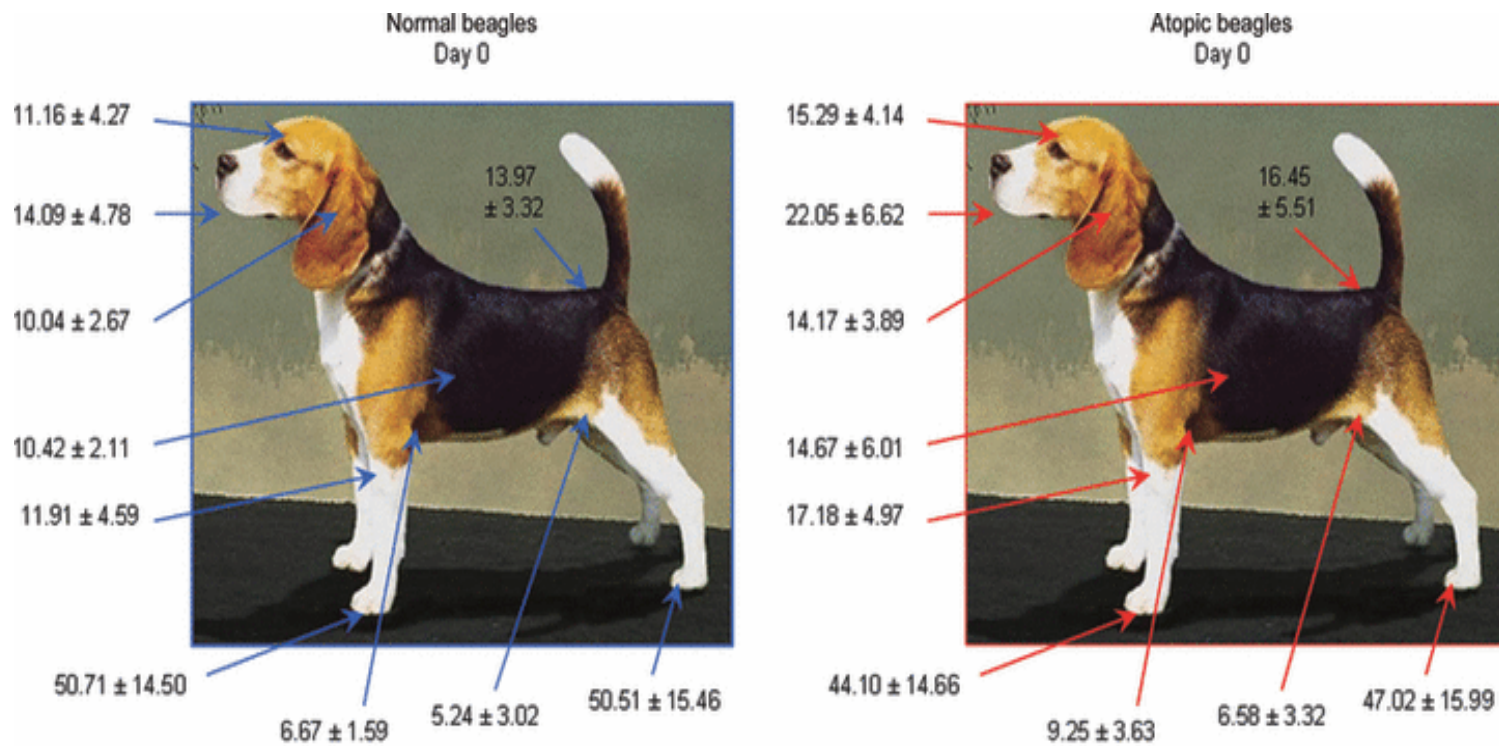 Normal beagles
Day 0
11.16 ± 4.27
14.09 ± 4.78
13.97
± 3.32
10.04 ± 2.67
10.42 ± 2.11
11.91 ± 4.59
50.71 ± 14.50
6.67 ± 1.59
5.24 ± 3.02
50.51 ± 15.46
Atopic beagles
Day 0
15.29 ± 4.14
22.05 ± 6.62
16.45
± 5.51
14.17 ± 3.89
14.67 ± 6.01
17.18 ± 4.97
44.10 ± 14.66
9.25 ± 3.63
6.58 ± 3.32
47.02 ± 15.99